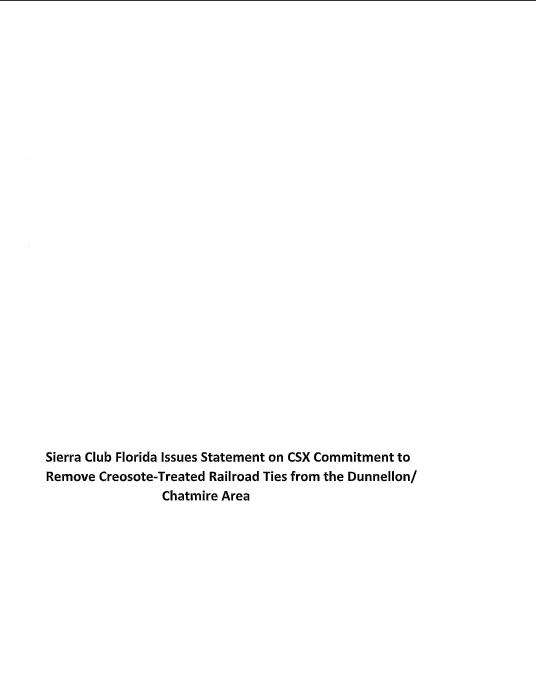 Sierra Club Florida Issues Statement on CSX Commitment to
Remove Creosote-Treated Railroad Ties from the Dunnellon/
Chatmire Area